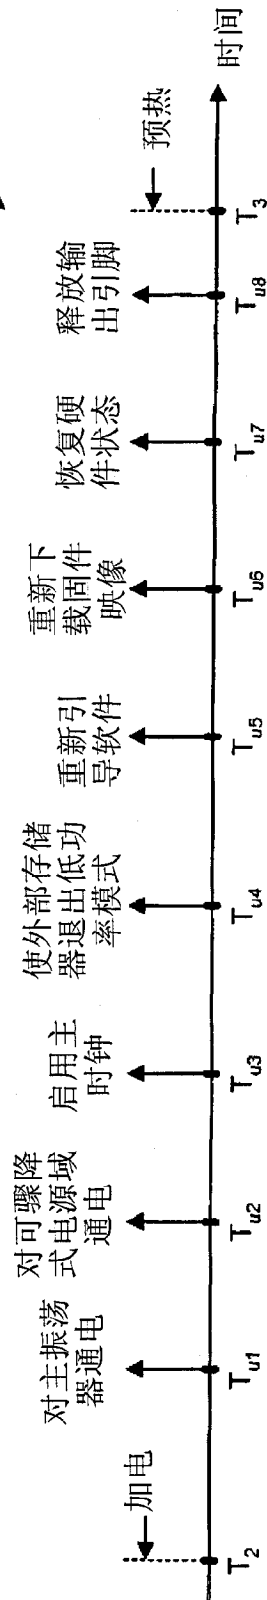 加电
对主振荡
器通电
对可骤降
式电源域
通电
启用主
时钟
使外部存储
器退出低功
率模式
重新引
导软件
重新下
载固件
映像
恢复硬
件状态
释放输
出引脚
预热
时间
T2
Tu1
Tu2
Tu3
Tu4
Tu5
Tu6
Tu7
Tu8
T3